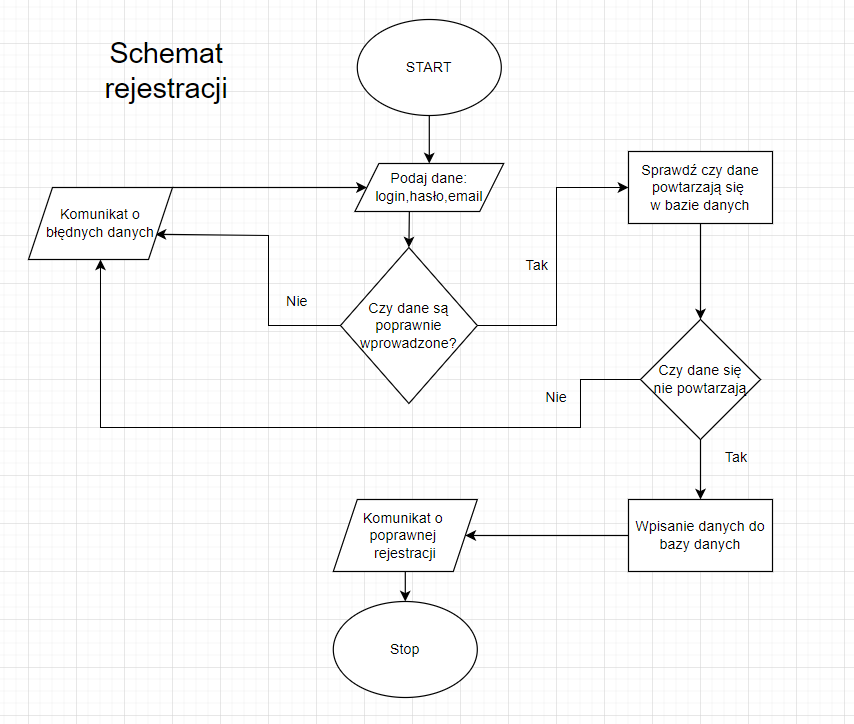 Schemat
rejestracji
START
Podaj dane:
login,hasło,email
Sprawdź czy dane
powtarzają się
w bazie danych
Komunikat o
błędnych danych
Tak
Nie
Czy dane są
poprawnie
wprowadzone?
Czy dane się
nie powtarzają
Nie
Tak
Komunikat o
poprawnej
rejestracji
Wpisanie danych do
bazy danych
Stop